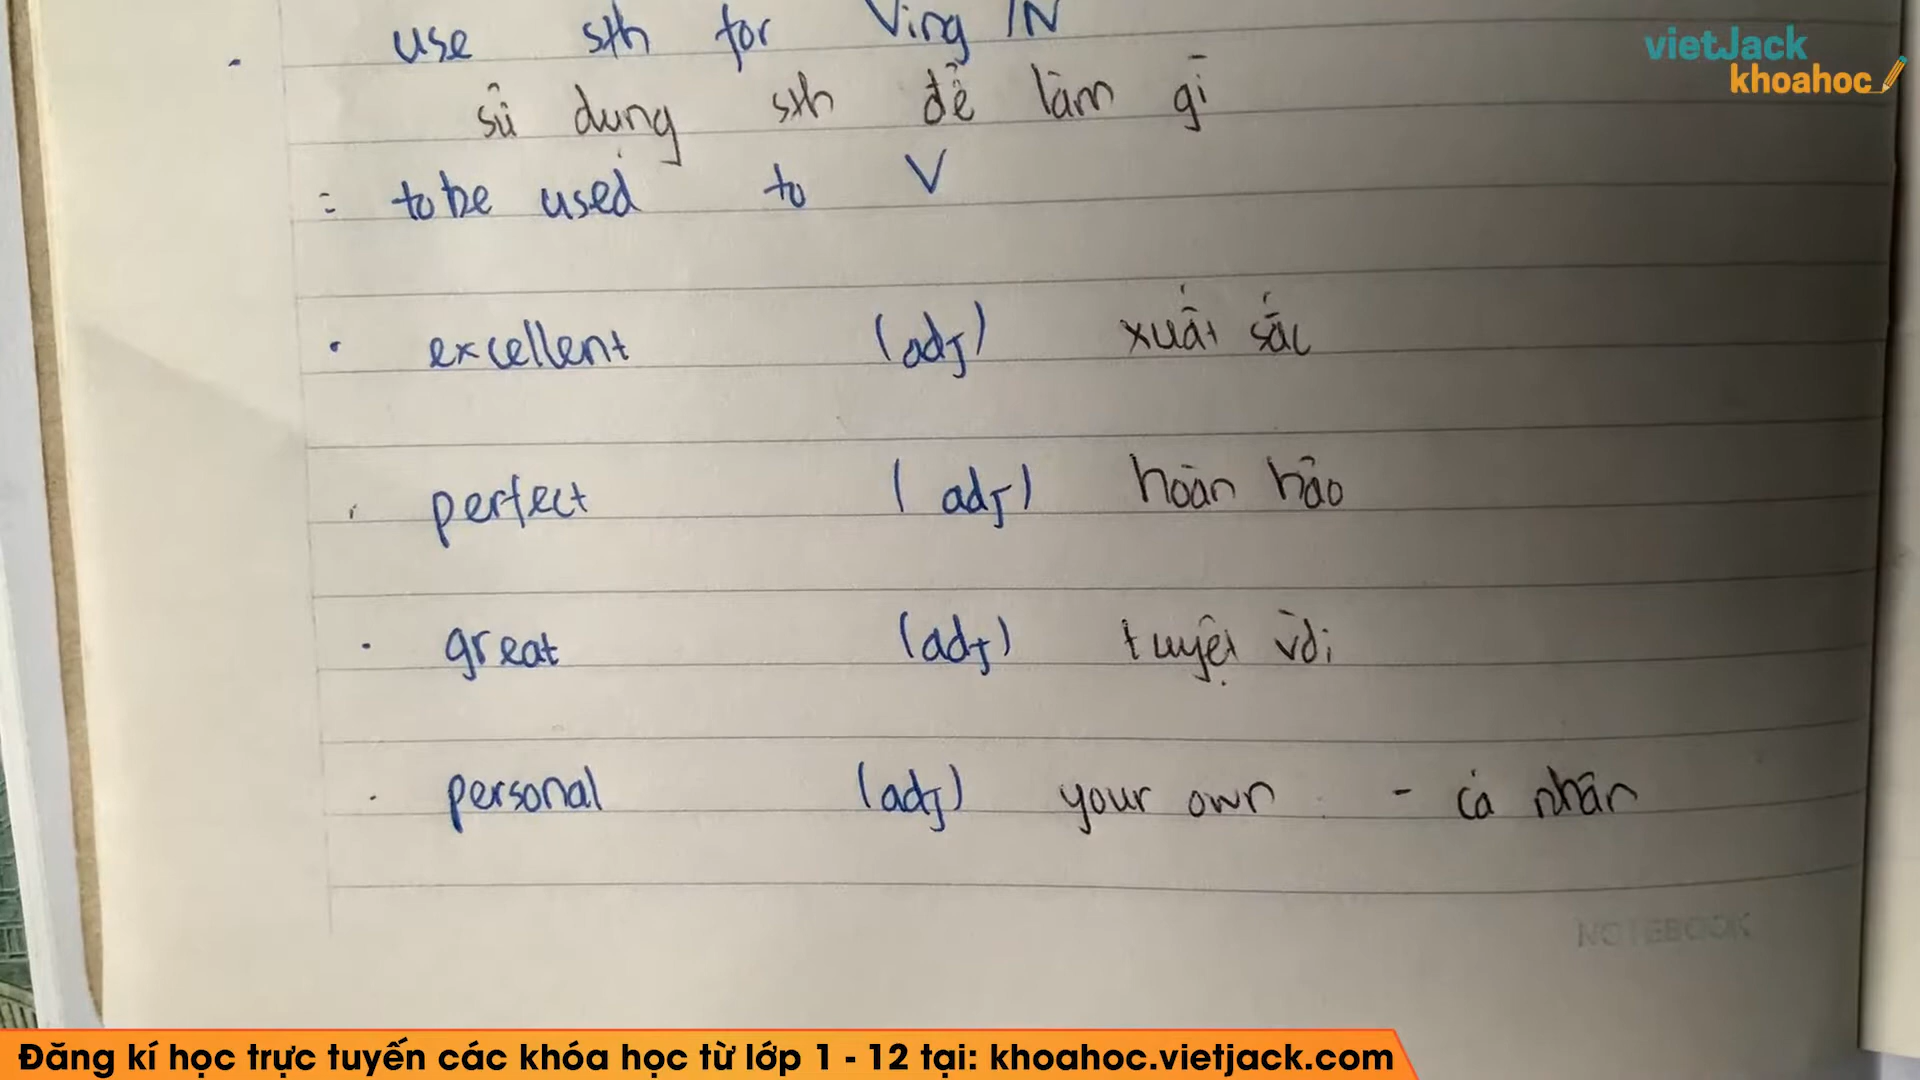 vietJack
khoahoc
. use sth for Ving /N
sử dụng sth để làm gì
= to be used to V
. excellent (adj) xuất sắc
. perfect (adj) hoàn hảo
. great (adj) tuyệt vời
. personal (adj) your own - cá nhân
NOTEBOOK
Đăng kí học trực tuyến các khóa học từ lớp 1 - 12 tại: khoahoc.vietjack.com